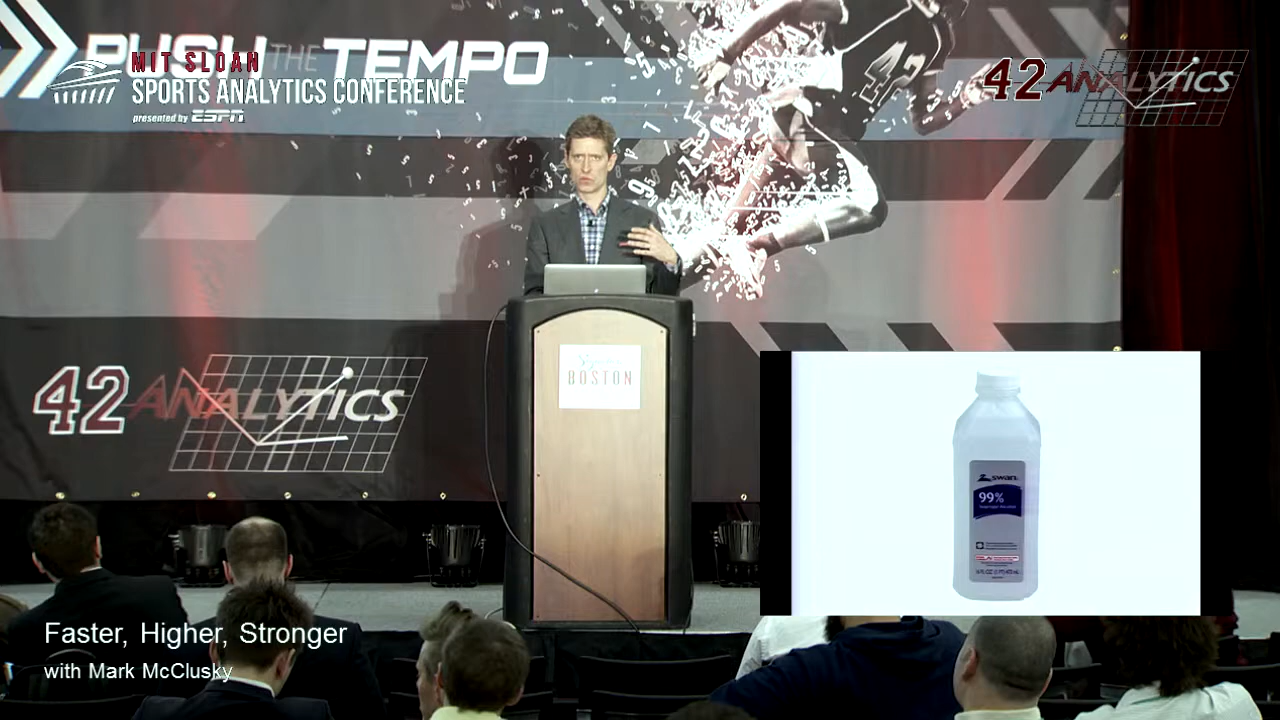 PUSH THE TEMPO
MIT SLOAN
SPORTS ANALYTICS CONFERENCE
presented by ESPN
42 ANALYTICS
42
BOSTON
42 ANALYTICS
swan
99%
Faster, Higher, Stronger
with Mark McClusky